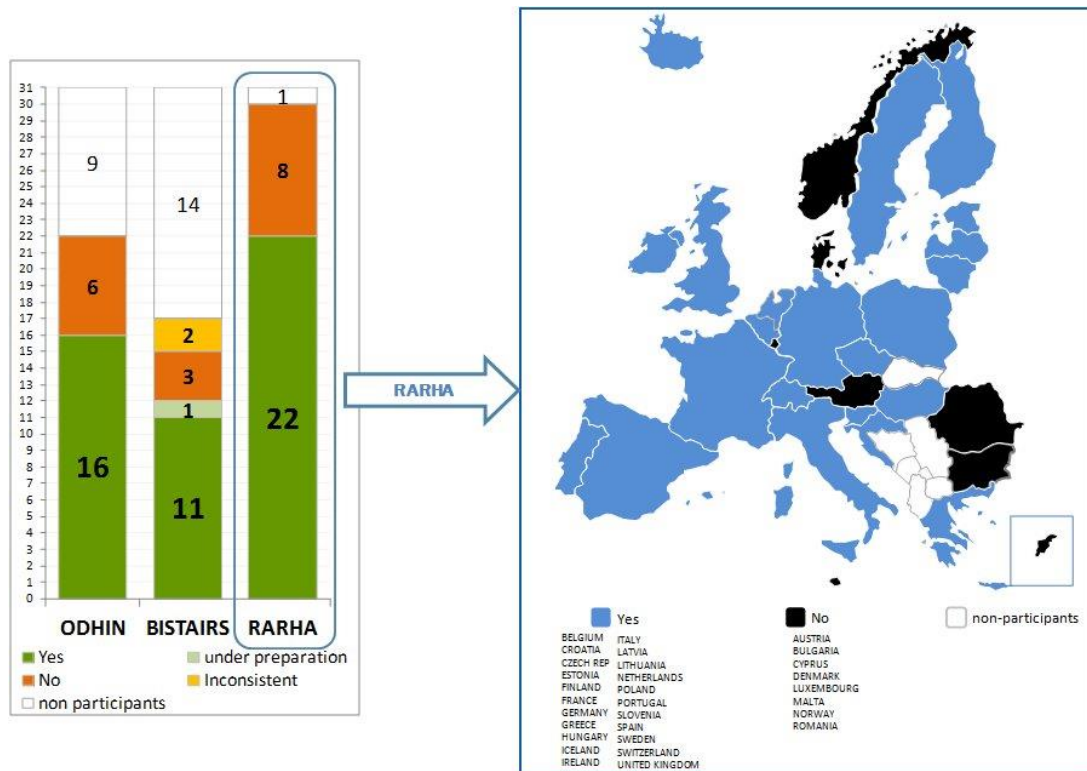 31
30
29
28
27
26
25
24
23
22
21
20
19
18
17
16
15
14
13
12
11
10
9
8
7
6
5
4
3
2
1
0
9
6
16
14
2
3
1
11
1
8
22
ODHIN BISTAIRS RARHA
Yes under preparation
No Inconsistent
non participants
RARHA
Yes
BELGIUM ITALY
CROATIA LATVIA
CZECH REP LITHUANIA
ESTONIA NETHERLANDS
FINLAND POLAND
FRANCE PORTUGAL
GERMANY SLOVENIA
GREECE SPAIN
HUNGARY SWEDEN
ICELAND SWITZERLAND
IRELAND UNITED KINGDOM
No
AUSTRIA
BULGARIA
CYPRUS
DENMARK
LUXEMBOURG
MALTA
NORWAY
ROMANIA
non-participants